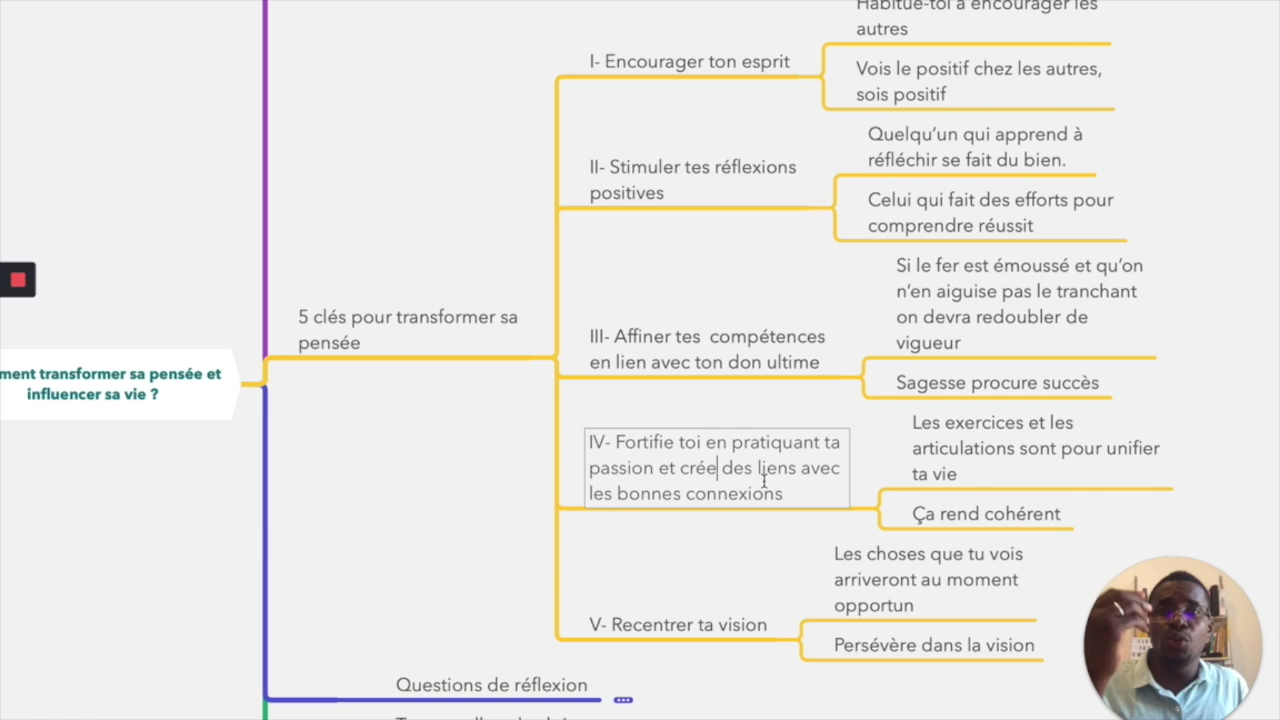 Habitue-toi à encourager les
autres
I- Encourager ton esprit
Vois le positif chez les autres,
sois positif
Quelqu'un qui apprend à
réfléchir se fait du bien.
II- Stimuler tes réflexions
positives
Celui qui fait des efforts pour
comprendre réussit
Si le fer est émoussé et qu'on
n'en aiguise pas le tranchant
on devra redoubler de
vigueur
5 clés pour transformer sa
pensée
III- Affiner tes  compétences
en lien avec ton don ultime
Sagesse procure succès
transformer sa pensée et
influencer sa vie ?
Les exercices et les
articulations sont pour unifier
ta vie
IV- Fortifie toi en pratiquant ta
passion et crée des liens avec
les bonnes connexions
Ça rend cohérent
Les choses que tu vois
arriveront au moment
opportun
V- Recentrer ta vision
Persévère dans la vision
Questions de réflexion